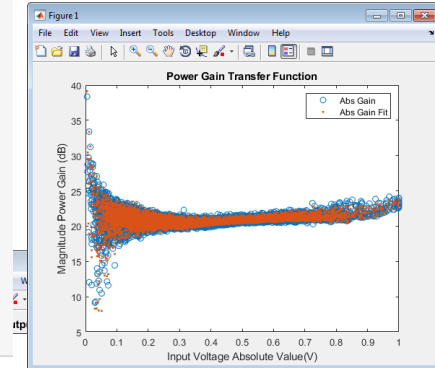 Figure 1
File Edit View Insert Tools Desktop Window Help
Power Gain Transfer Function
Abs Gain
Abs Gain Fit
Magnitude Power Gain (dB)
40
35
30
25
20
15
10
5
0 0.1 0.2 0.3 0.4 0.5 0.6 0.7 0.8 0.9 1
Input Voltage Absolute Value(V)